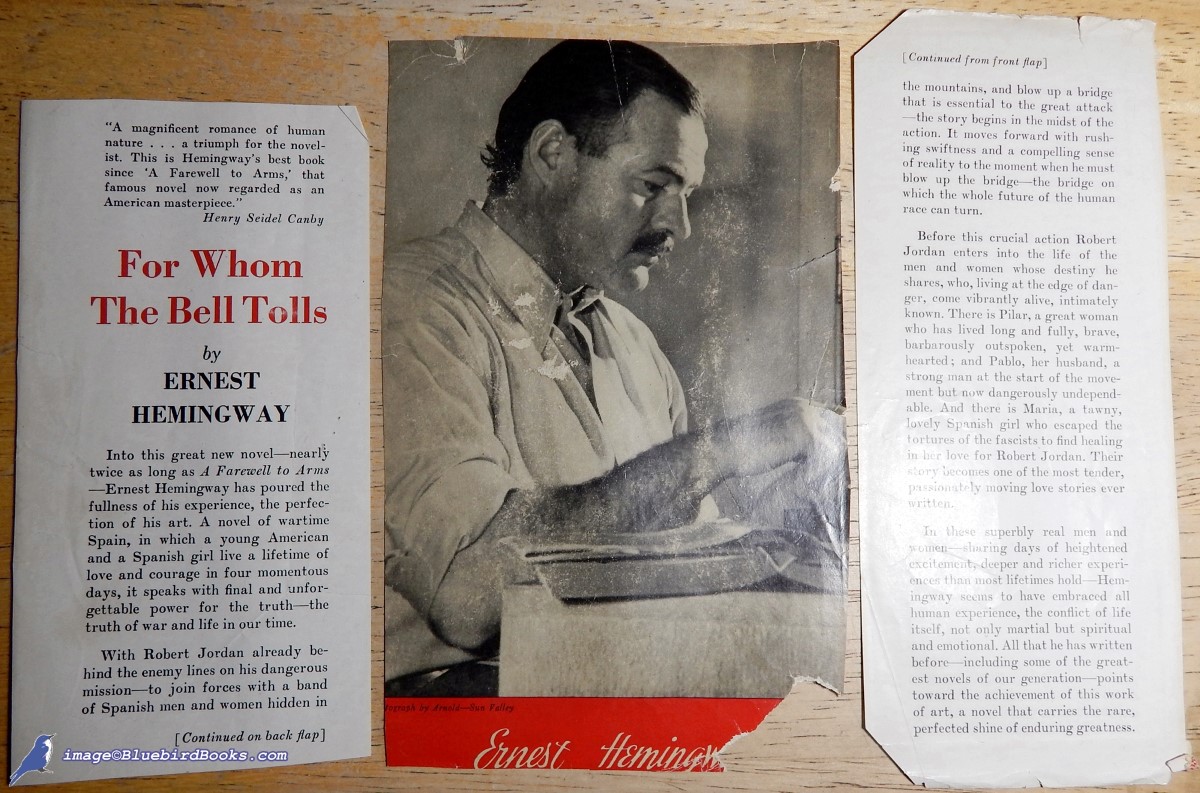 "A magnificent romance of human
nature . . . a triumph for the novel-
ist. This is Hemingway's best book
since 'A Farewell to Arms,' that
famous novel now regarded as an
American masterpiece."
Henry Seidel Canby
For Whom
The Bell Tolls
by
ERNEST
HEMINGWAY
Into this great new novel—nearly
twice as long as A Farewell to Arms
—Ernest Hemingway has poured the
fullness of his experience, the perfec-
tion of his art. A novel of wartime
Spain, in which a young American
and a Spanish girl live a lifetime of
love and courage in four momentous
days, it speaks with final and unfor-
gettable power for the truth—the
truth of war and life in our time.
With Robert Jordan already be-
hind the enemy lines on his dangerous
mission—to join forces with a band
of Spanish men and women hidden in
[Continued on back flap]
image©BluebirdBooks.com
tograph by Arnold—Sun Valley
Ernest Hemingw
[Continued from front flap]
the mountains, and blow up a bridge
that is essential to the great attack
—the story begins in the midst of the
action. It moves forward with rush-
ing swiftness and a compelling sense
of reality to the moment when he must
blow up the bridge—the bridge on
which the whole future of the human
race can turn.
Before this crucial action Robert
Jordan enters into the life of the
men and women whose destiny he
shares, who, living at the edge of dan-
ger, come vibrantly alive, intimately
known. There is Pilar, a great woman
who has lived long and fully, brave,
barbarously outspoken, yet warm-
hearted; and Pablo, her husband, a
strong man at the start of the move-
ment but now dangerously undepend-
able. And there is Maria, a tawny,
lovely Spanish girl who escaped the
tortures of the fascists to find healing
in her love for Robert Jordan. Their
story becomes one of the most tender,
passionately moving love stories ever
written.
In these superbly real men and
women—sharing days of heightened
excitement, deeper and richer experi-
ences than most lifetimes hold—Hem-
ingway seems to have embraced all
human experience, the conflict of life
itself, not only martial but spiritual
and emotional. All that he has written
before—including some of the great-
est novels of our generation—points
toward the achievement of this work
of art, a novel that carries the rare,
perfected shine of enduring greatness.